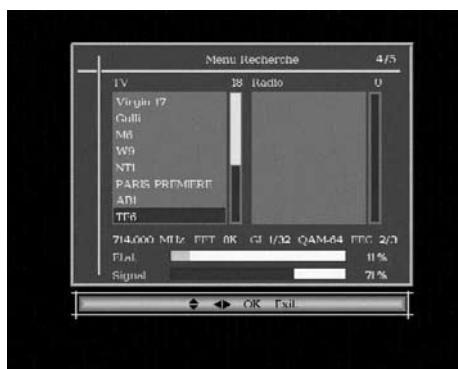 Menu Recherche 4/5
TV 18 Radio 0
Virgin 17
Gulli
M6
W9
NT1
PARIS PREMIERE
AB1
TF6
714.000 MHz FFT 8K GI 1/32 QAM-64 FEC 2/3
Etat 11 %
Signal 71 %
OK Exit